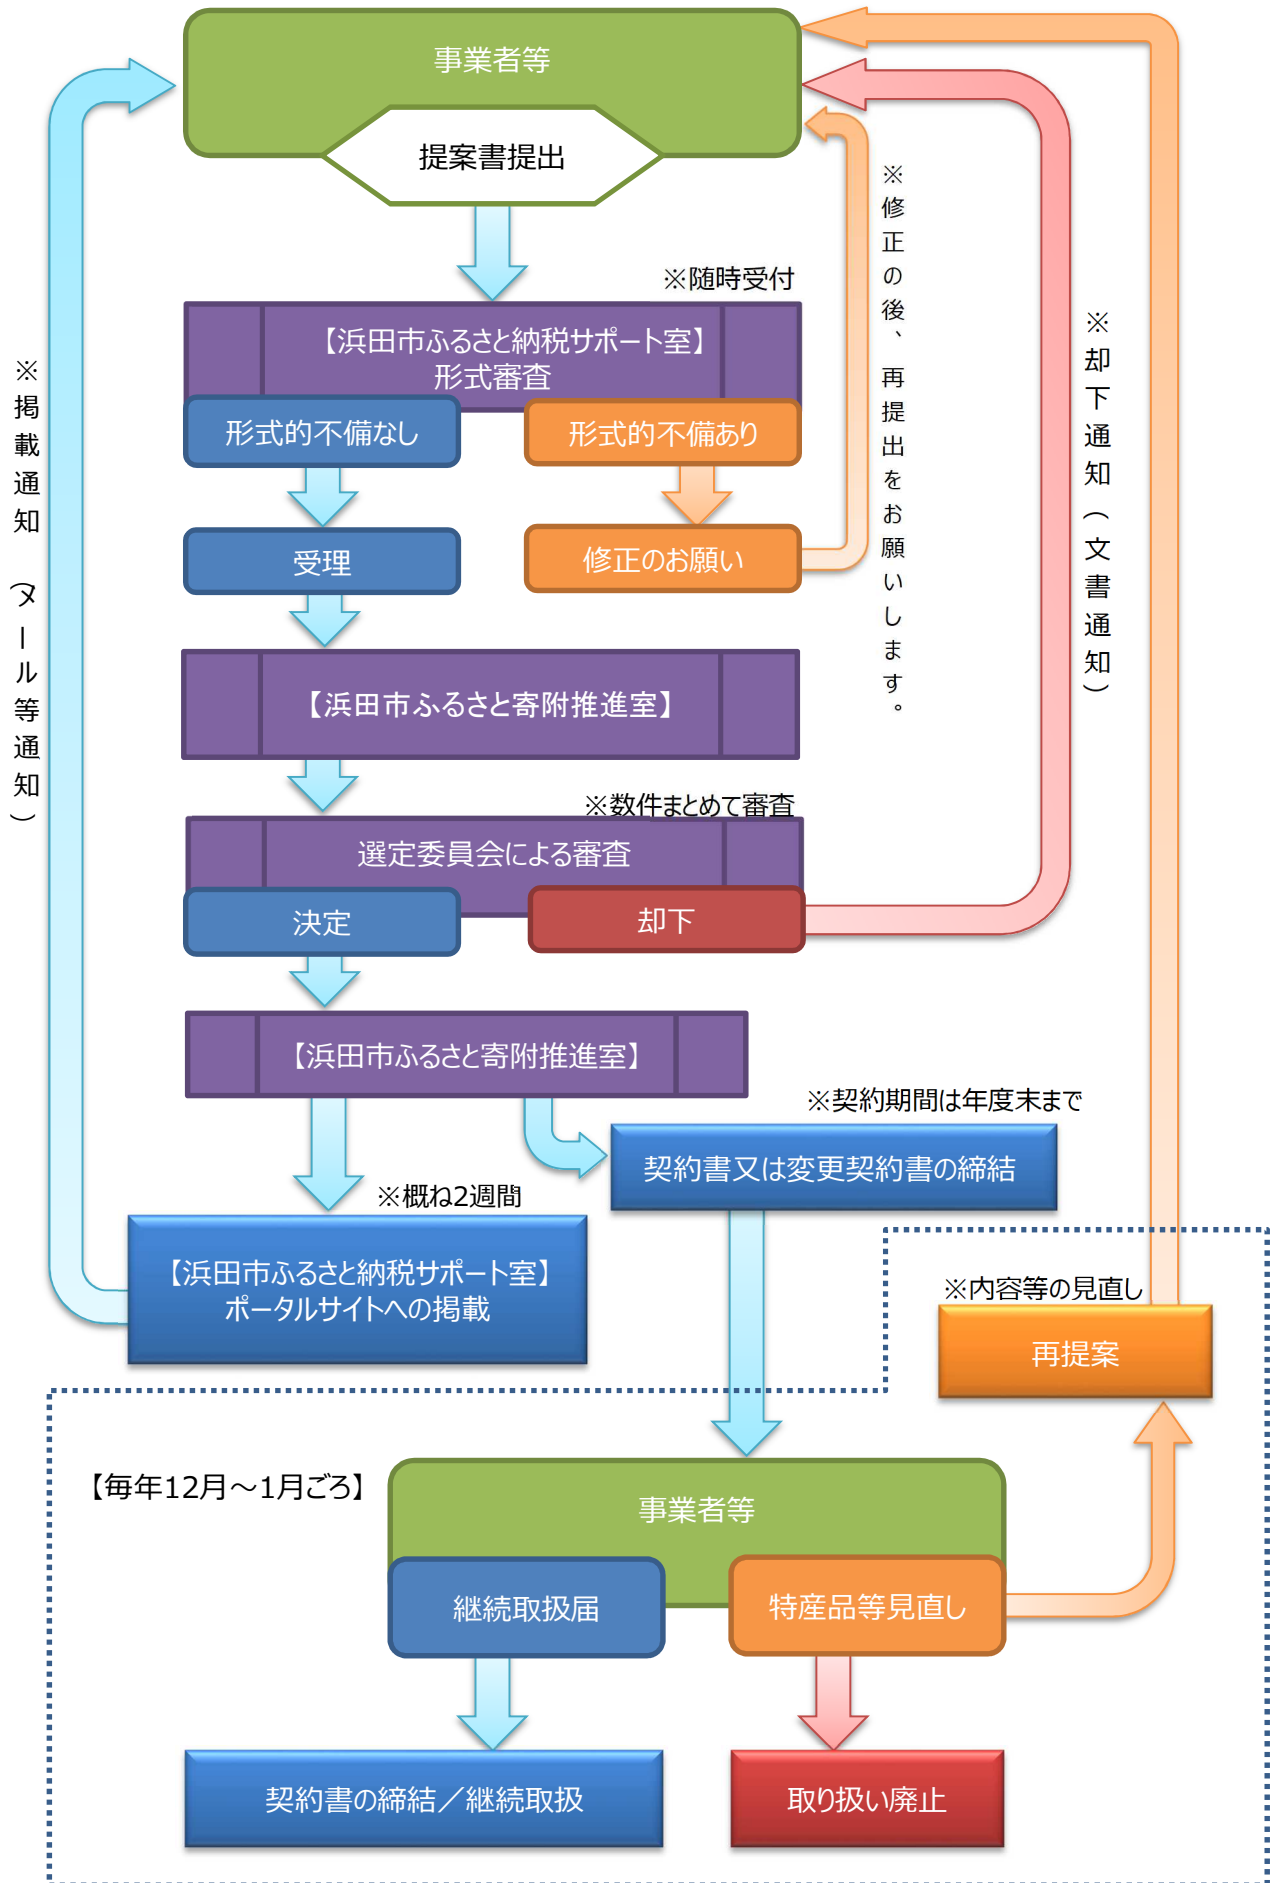 事業者等
提案書提出
※随時受付
【浜田市ふるさと納税サポート室】
形式審査
形式的不備なし
形式的不備あり
受理
修正のお願い
※修正の後、再提出をお願いします。
※却下通知(文書通知)
※掲載通知 (メール等通知)
【浜田市ふるさと寄附推進室】
※数件まとめて審査
選定委員会による審査
決定
却下
【浜田市ふるさと寄附推進室】
※契約期間は年度末まで
契約書又は変更契約書の締結
※概ね2週間
【浜田市ふるさと納税サポート室】
ポータルサイトへの掲載
※内容等の見直し
再提案
【毎年12月～1月ごろ】
事業者等
継続取扱届
特産品等見直し
契約書の締結／継続取扱
取り扱い廃止